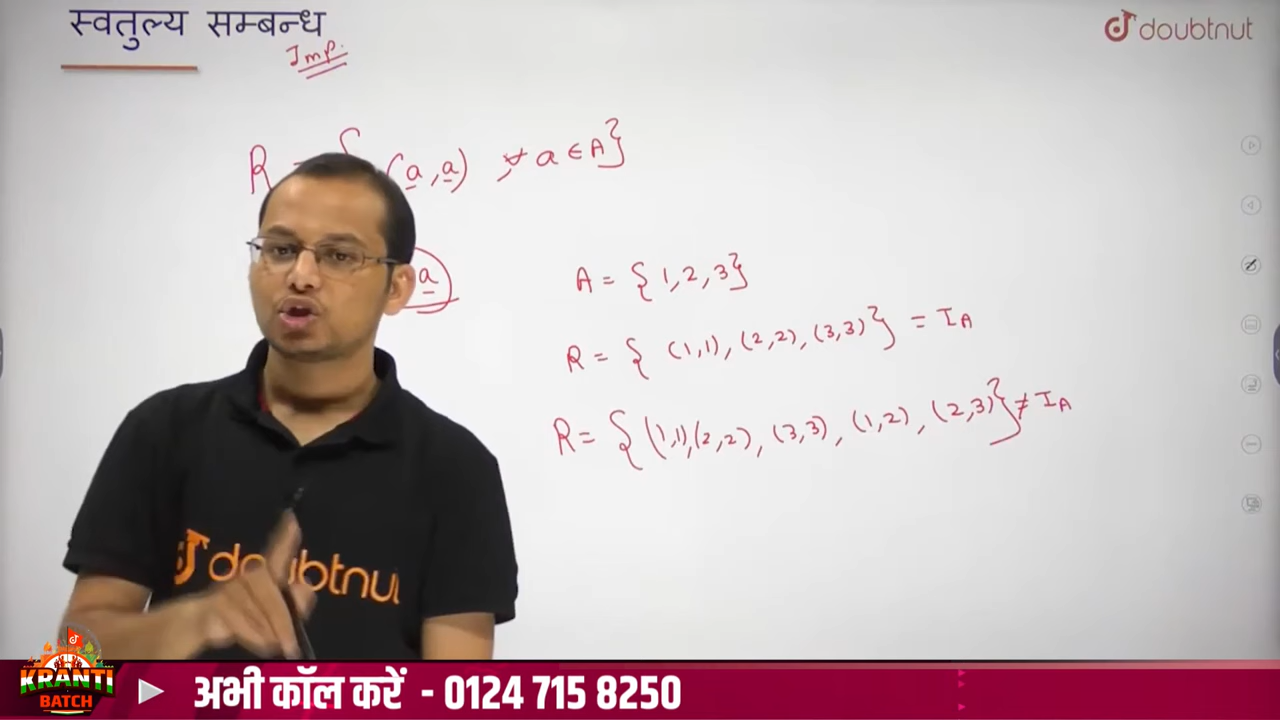 स्वतुल्य सम्बन्ध
doubtnut
Imp.
R = { (a, a) , ∀ a ∈ A}
a
A = { 1, 2, 3}
R = { (1,1), (2,2), (3,3)} = I_A
R = { (1,1), (2,2), (3,3), (1,2), (2,3)} ≠ I_A
doubtnut
KRANTI
BATCH
अभी कॉल करें - 0124 715 8250